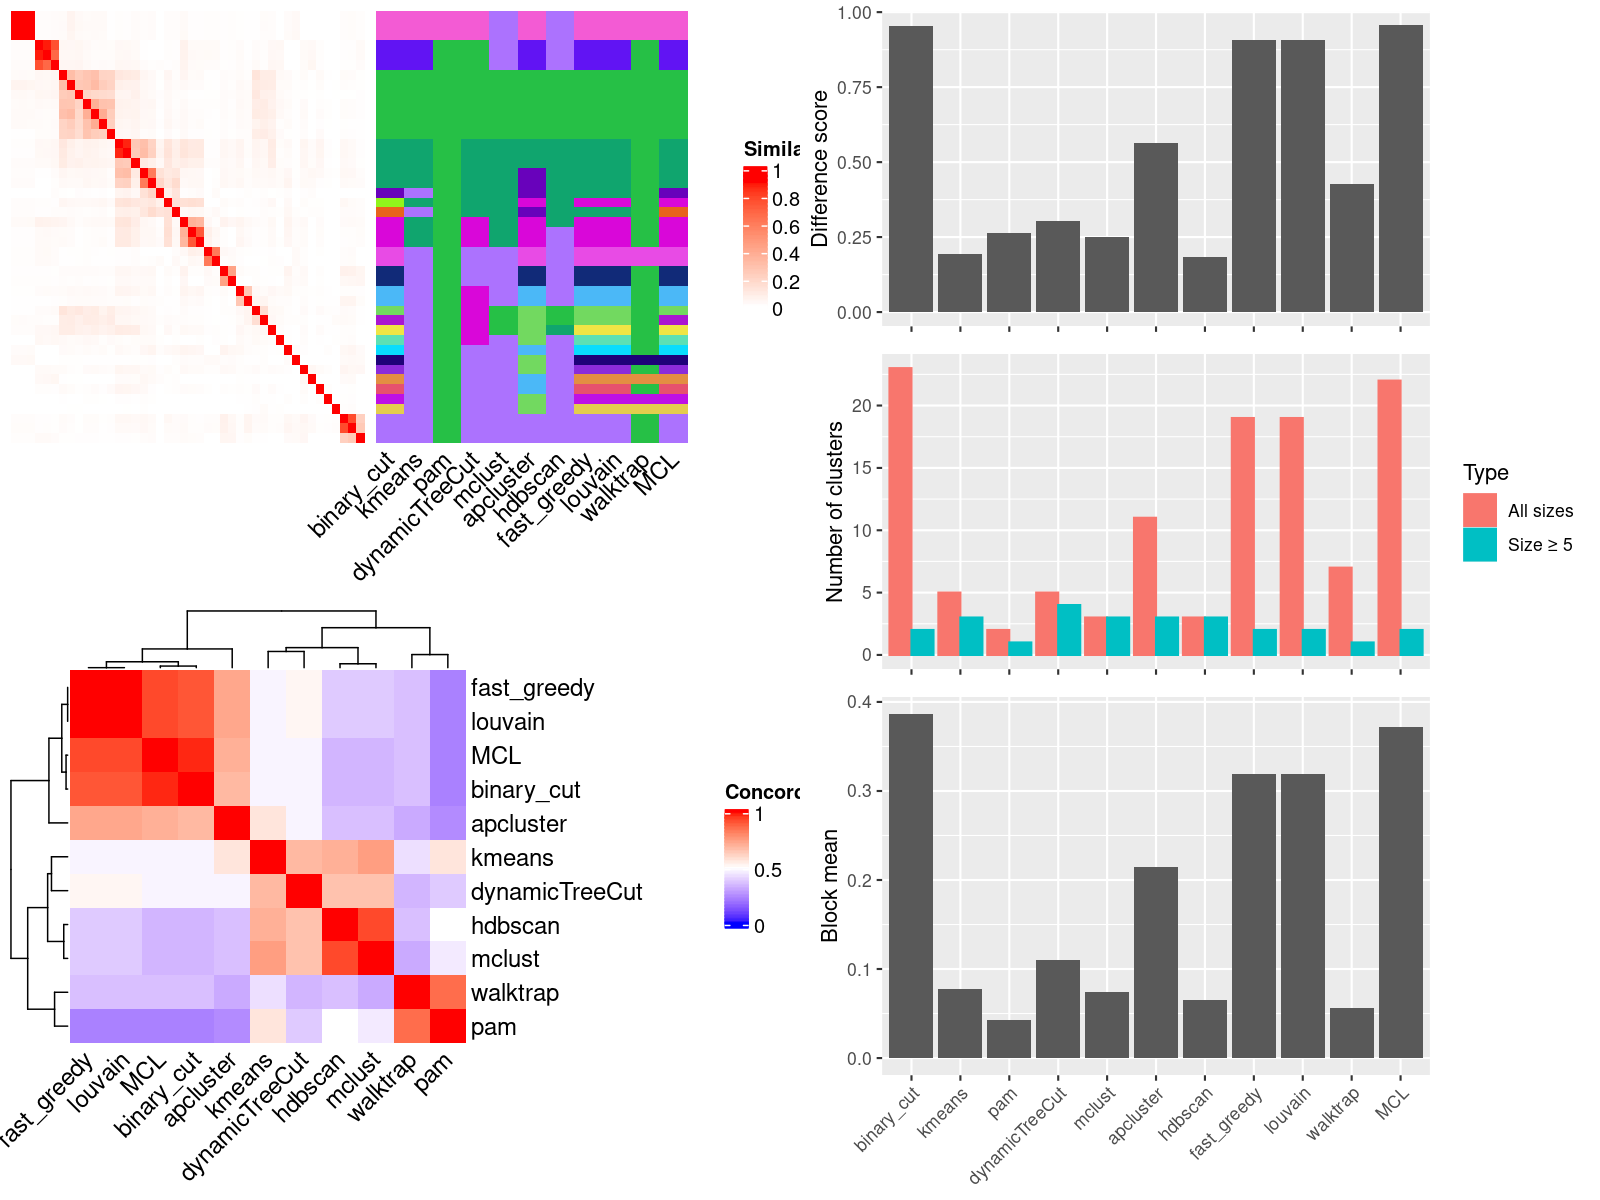 Simila
1
0.8
0.6
0.4
0.2
0
binary_cut
kmeans
pam
dynamicTreeCut
mclust
apcluster
hdbscan
fast_greedy
louvain
walktrap
MCL
fast_greedy
louvain
MCL
binary_cut
apcluster
kmeans
dynamicTreeCut
hdbscan
mclust
walktrap
pam
fast_greedy
louvain
MCL
binary_cut
apcluster
kmeans
dynamicTreeCut
hdbscan
mclust
walktrap
pam
Concord
1
0.5
0
Difference score
1.00
0.75
0.50
0.25
0.00
Number of clusters
20
15
10
5
0
Type
All sizes
Size ≥ 5
Block mean
0.4
0.3
0.2
0.1
0.0
binary_cut
kmeans
pam
dynamicTreeCut
mclust
apcluster
hdbscan
fast_greedy
louvain
walktrap
MCL